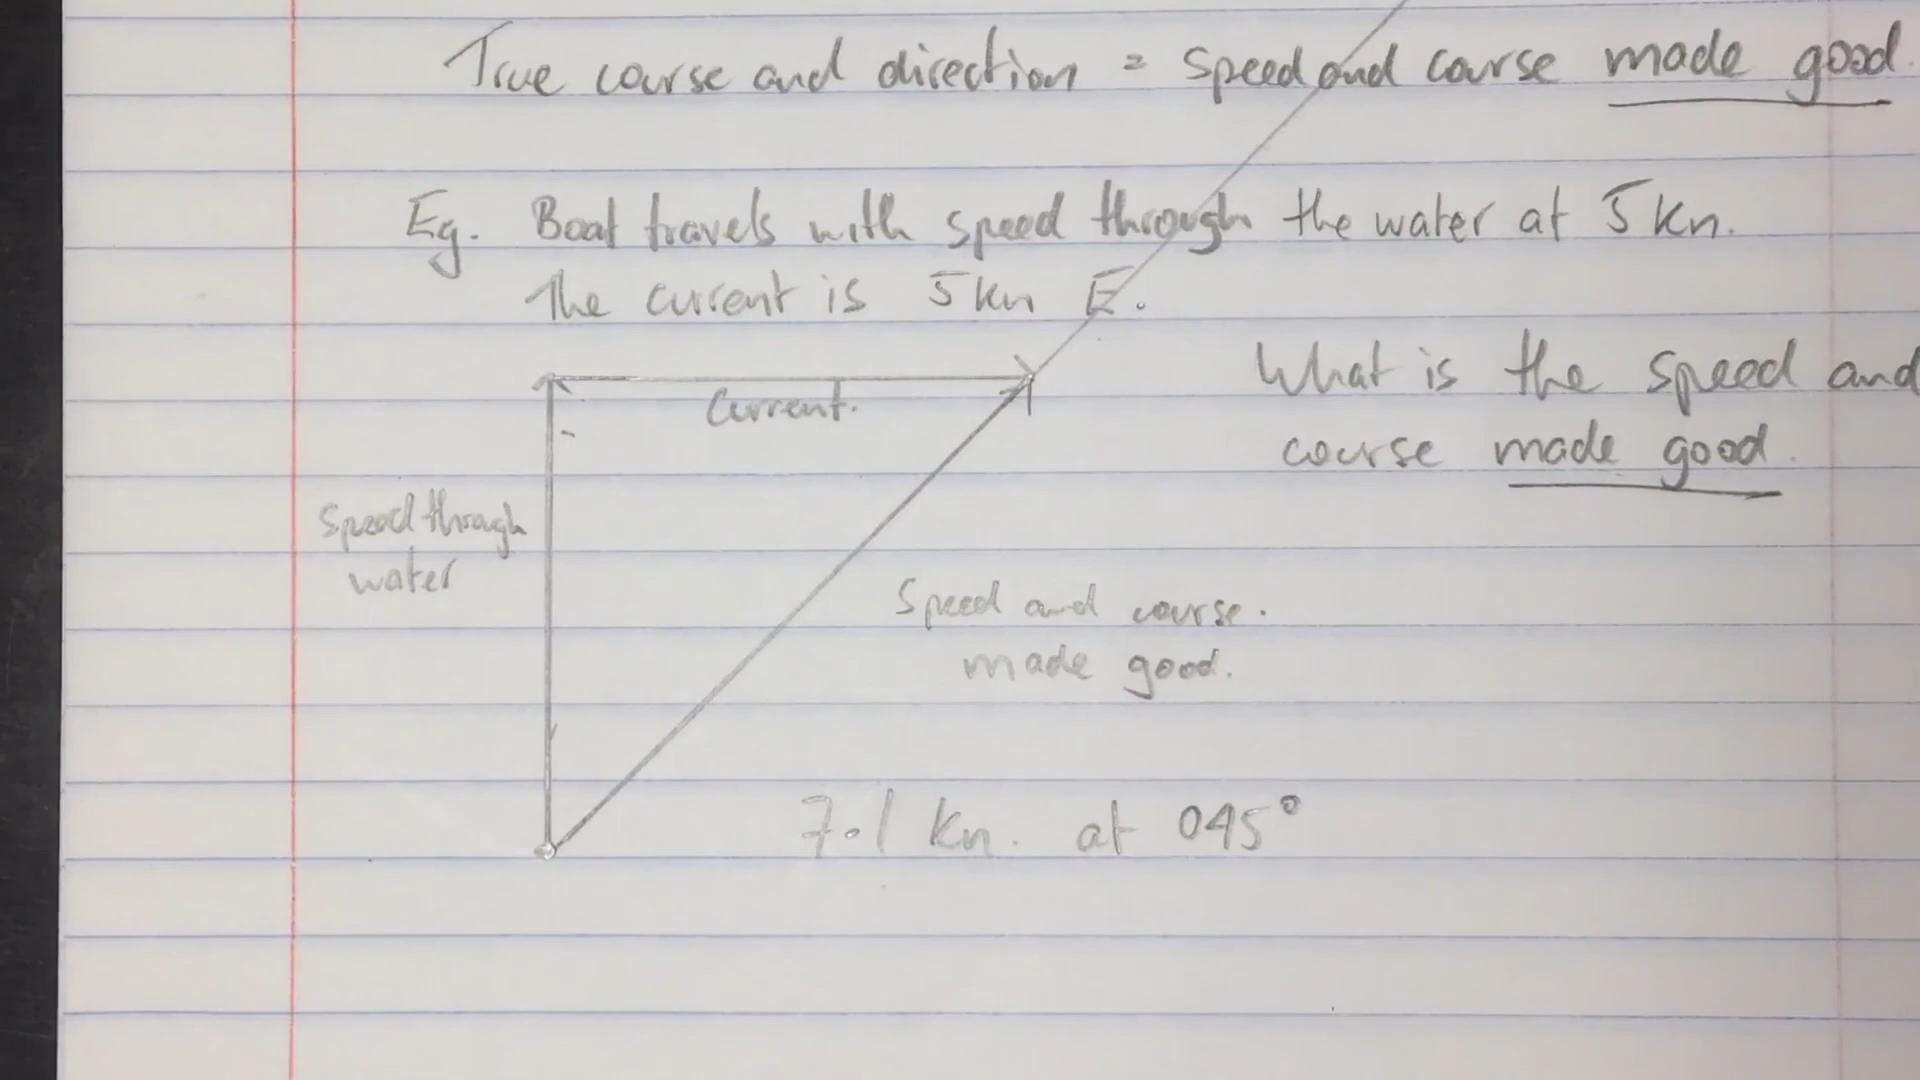 True course and direction = speed and course made good.
Eg. Boat travels with speed through the water at 5 kn.
The current is 5 kn E.
What is the speed and
course made good.
Current.
Speed through
water
Speed and course.
made good.
7.1 kn. at 045°